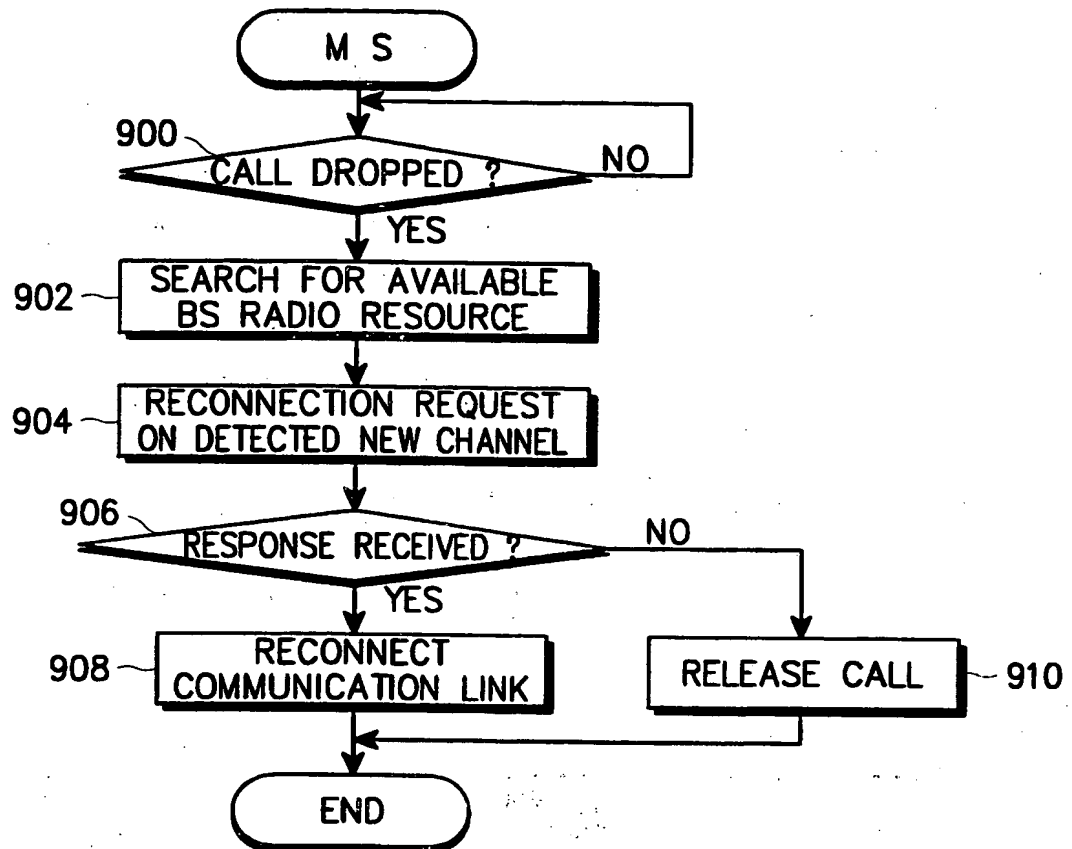 M S
900
CALL DROPPED ?
NO
YES
902
SEARCH FOR AVAILABLE
BS RADIO RESOURCE
904
RECONNECTION REQUEST
ON DETECTED NEW CHANNEL
906
RESPONSE RECEIVED ?
NO
YES
908
RECONNECT
COMMUNICATION LINK
RELEASE CALL
910
END